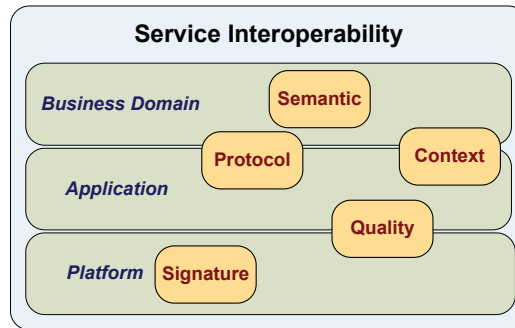 Service Interoperability
Semantic
Business Domain
Protocol
Context
Application
Quality
Platform
Signature